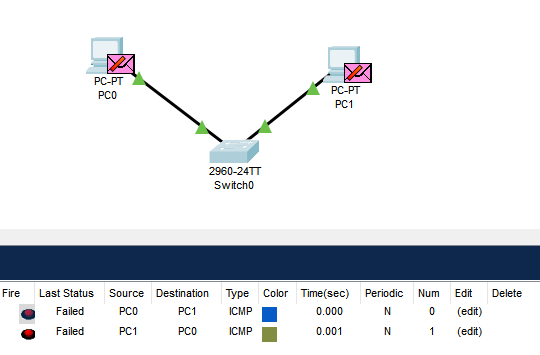 PC-PT
PC0
PC-PT
PC1
2960-24TT
Switch0
Fire Last Status Source Destination Type Color Time(sec) Periodic Num Edit Delete
Failed PC0 PC1 ICMP 0.000 N 0 (edit)
Failed PC1 PC0 ICMP 0.001 N 1 (edit)